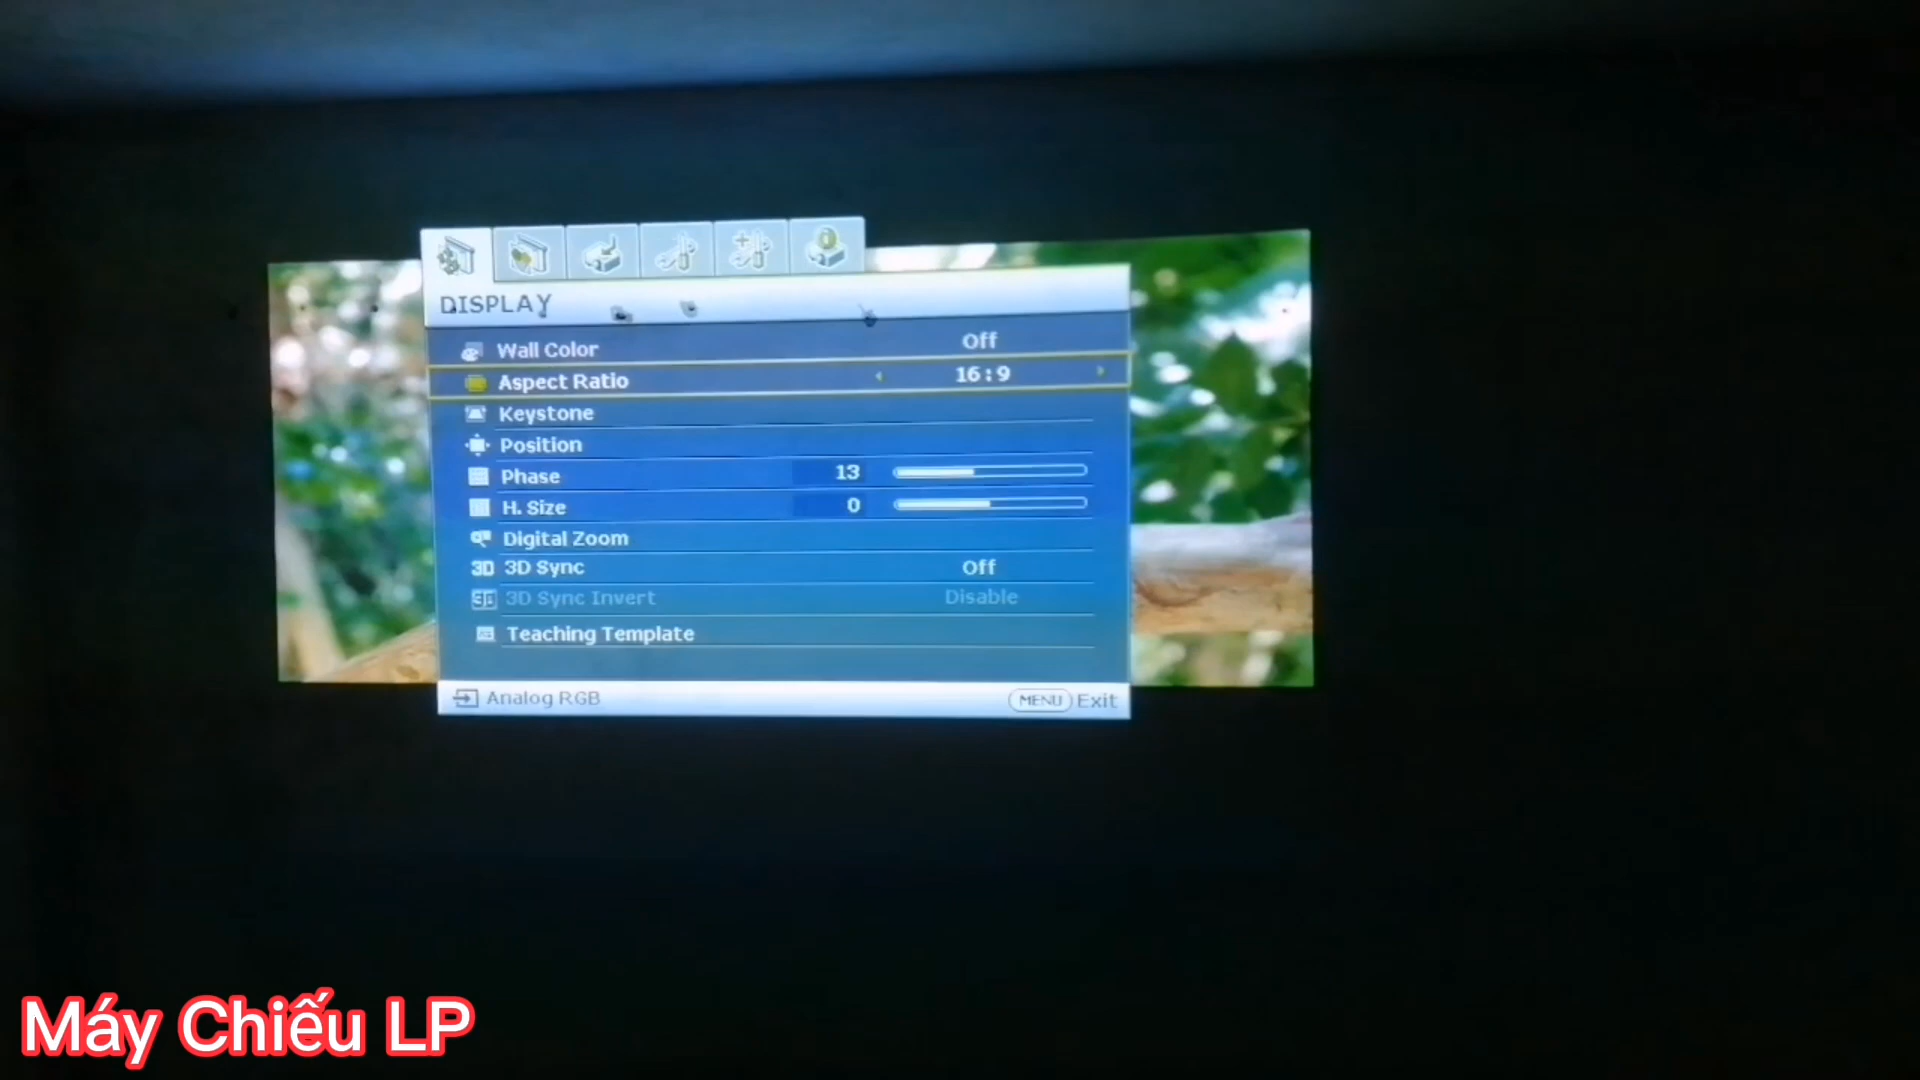 DISPLAY
Wall Color Off
Aspect Ratio 16:9
Keystone
Position
Phase 13
H. Size 0
Digital Zoom
3D 3D Sync Off
3D 3D Sync Invert Disable
Teaching Template
Analog RGB MENU Exit
Máy Chiếu LP